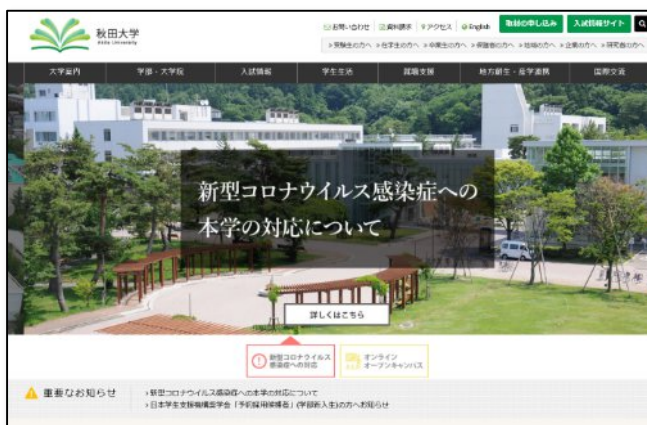 秋田大学
Akita University
お問い合わせ 資料請求 アクセス English 取材の申し込み 入試情報サイト
>受験生の方へ >在学生の方へ >卒業生の方へ >保護者の方へ >地域の方へ >企業の方へ >研究者の方へ
大学案内 学部・大学院 入試情報 学生生活 就職支援 地方創生・産学連携 国際交流
新型コロナウイルス感染症への
本学の対応について
詳しくはこちら
新型コロナウイルス
感染症への対応
オンライン
オープンキャンパス
重要なお知らせ
>新型コロナウイルス感染症への本学の対応について
>日本学生支援機構奨学金「予約採用候補者」(学部新入生)の方へお知らせ